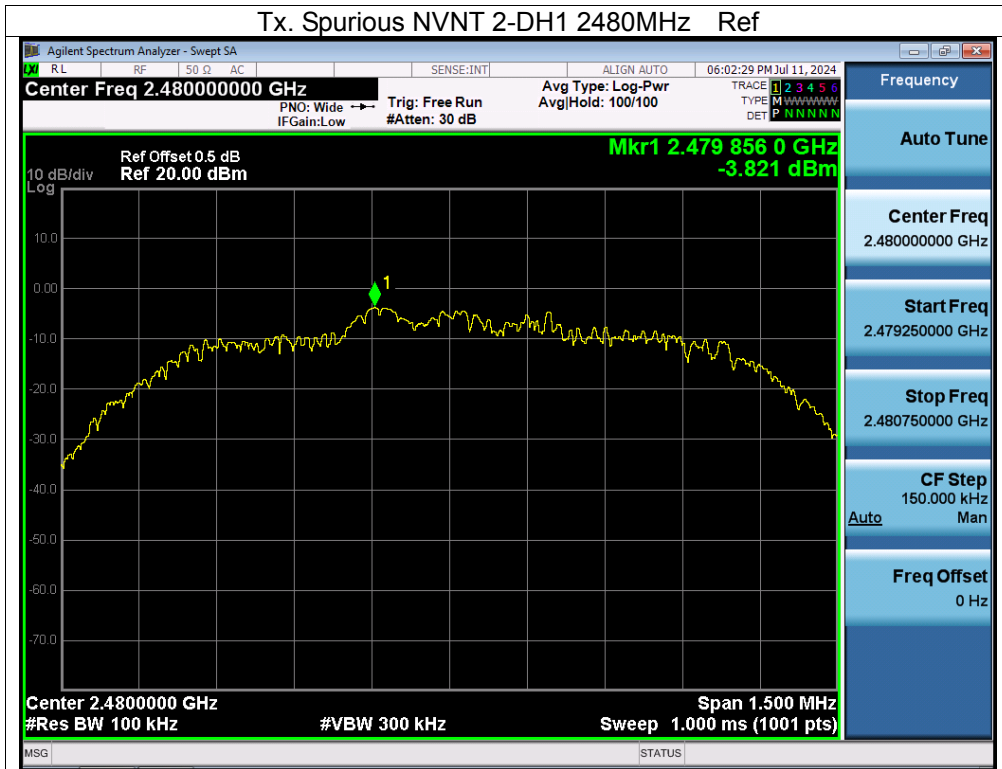 Tx. Spurious NVNT 2-DH1 2480MHz Ref
Agilent Spectrum Analyzer - Swept SA
LXI RL RF 50 Ω AC SENSE:INT ALIGN AUTO 06:02:29 PM Jul 11, 2024
Center Freq 2.480000000 GHz
PNO: Wide
IFGain:Low
Trig: Free Run
#Atten: 30 dB
Avg Type: Log-Pwr
Avg|Hold: 100/100
TRACE 1 2 3 4 5 6
TYPE M WWWWW
DET P N N N N N
Mkr1 2.479 856 0 GHz
-3.821 dBm
Ref Offset 0.5 dB
10 dB/div Ref 20.00 dBm
Log
1
10.0
0.00
-10.0
-20.0
-30.0
-40.0
-50.0
-60.0
-70.0
Center 2.4800000 GHz Span 1.500 MHz
#Res BW 100 kHz #VBW 300 kHz Sweep 1.000 ms (1001 pts)
MSG STATUS
Frequency
Auto Tune
Center Freq
2.480000000 GHz
Start Freq
2.479250000 GHz
Stop Freq
2.480750000 GHz
CF Step
150.000 kHz
Auto Man
Freq Offset
0 Hz